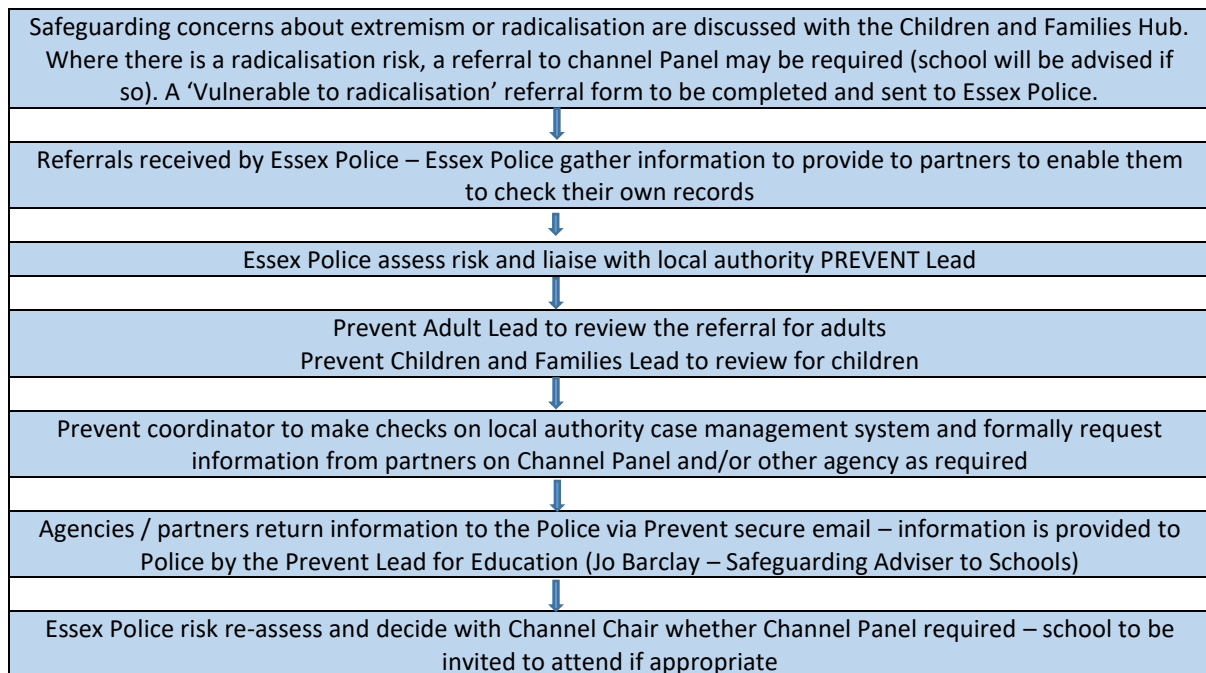 Safeguarding concerns about extremism or radicalisation are discussed with the Children and Families Hub.
Where there is a radicalisation risk, a referral to channel Panel may be required (school will be advised if
so). A ‘Vulnerable to radicalisation’ referral form to be completed and sent to Essex Police.
Referrals received by Essex Police – Essex Police gather information to provide to partners to enable them
to check their own records
Essex Police assess risk and liaise with local authority PREVENT Lead
Prevent Adult Lead to review the referral for adults
Prevent Children and Families Lead to review for children
Prevent coordinator to make checks on local authority case management system and formally request
information from partners on Channel Panel and/or other agency as required
Agencies / partners return information to the Police via Prevent secure email – information is provided to
Police by the Prevent Lead for Education (Jo Barclay – Safeguarding Adviser to Schools)
Essex Police risk re-assess and decide with Channel Chair whether Channel Panel required – school to be
invited to attend if appropriate